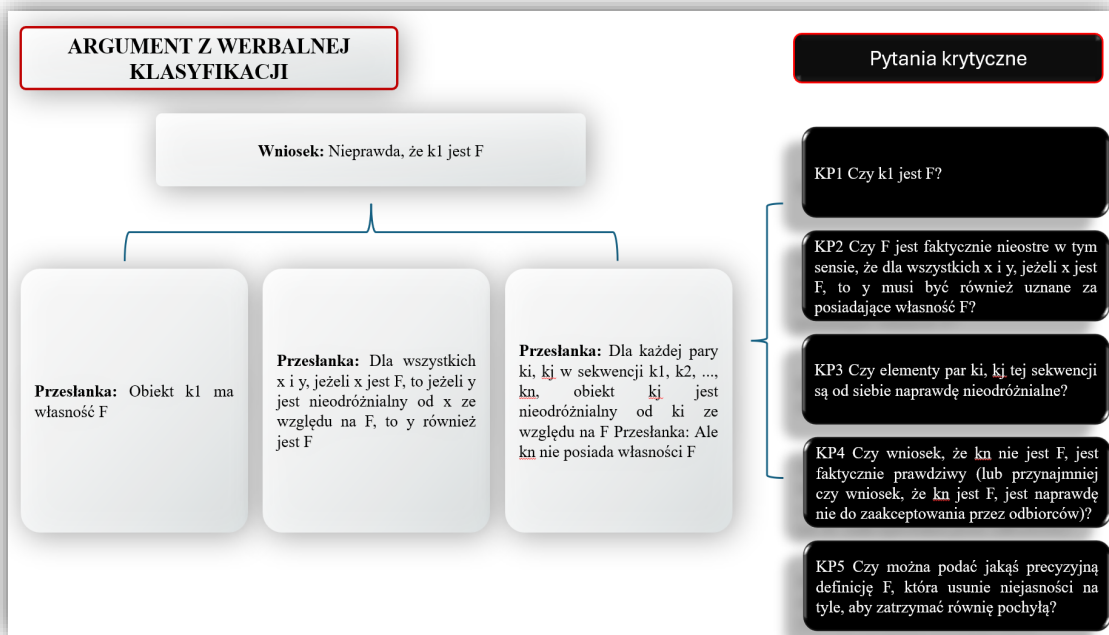 ARGUMENT Z WERBALNEJ
KLASYFIKACJI
Pytania krytyczne
Wniosek: Nieprawda, że k1 jest F
Przesłanka: Obiekt k1 ma
własność F
Przesłanka: Dla wszystkich
x i y, jeżeli x jest F, to jeżeli y
jest nieodróżnialny od x ze
względu na F, to y również
jest F
Przesłanka: Dla każdej pary
ki, kj w sekwencji k1, k2, ...,
kn, obiekt kj jest
nieodróżnialny od ki ze
względu na F Przesłanka: Ale
kn nie posiada własności F
KP1 Czy k1 jest F?
KP2 Czy F jest faktycznie nieostre w tym
sensie, że dla wszystkich x i y, jeżeli x jest
F, to y musi być również uznane za
posiadające własność F?
KP3 Czy elementy par ki, kj tej sekwencji
są od siebie naprawdę nieodróżnialne?
KP4 Czy wniosek, że kn nie jest F, jest
faktycznie prawdziwy (lub przynajmniej
czy wniosek, że kn jest F, jest naprawdę
nie do zaakceptowania przez odbiorców)?
KP5 Czy można podać jakąś precyzyjną
definicję F, która usunie niejasności na
tyle, aby zatrzymać równię pochyłą?